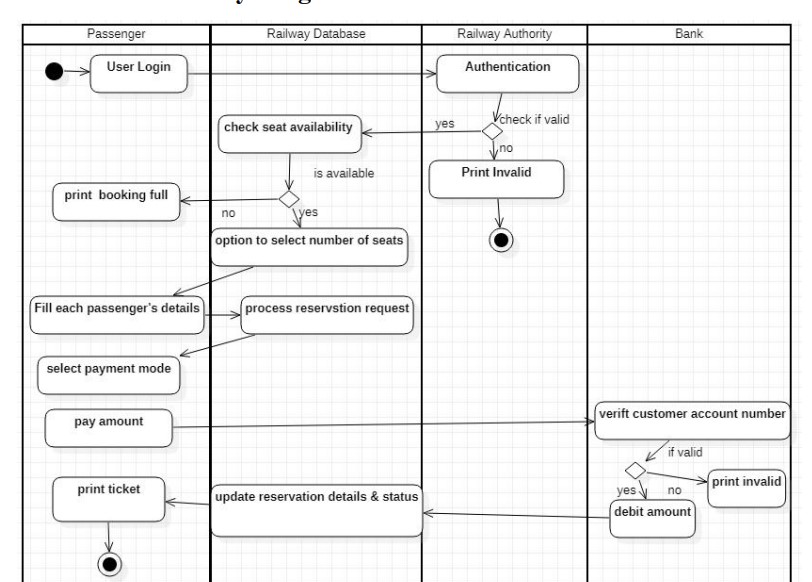 Passenger
Railway Database
Railway Authority
Bank
User Login
Authentication
check seat availability
yes
check if valid
no
Print Invalid
is available
print booking full
no
yes
option to select number of seats
Fill each passenger's details
process reservstion request
select payment mode
pay amount
verift customer account number
if valid
print invalid
yes
no
print ticket
update reservation details & status
debit amount